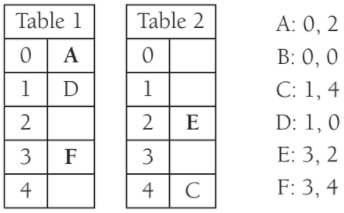 Table 1
0 A
1 D
2
3 F
4
Table 2
0
1
2 E
3
4 C
A: 0, 2
B: 0, 0
C: 1, 4
D: 1, 0
E: 3, 2
F: 3, 4